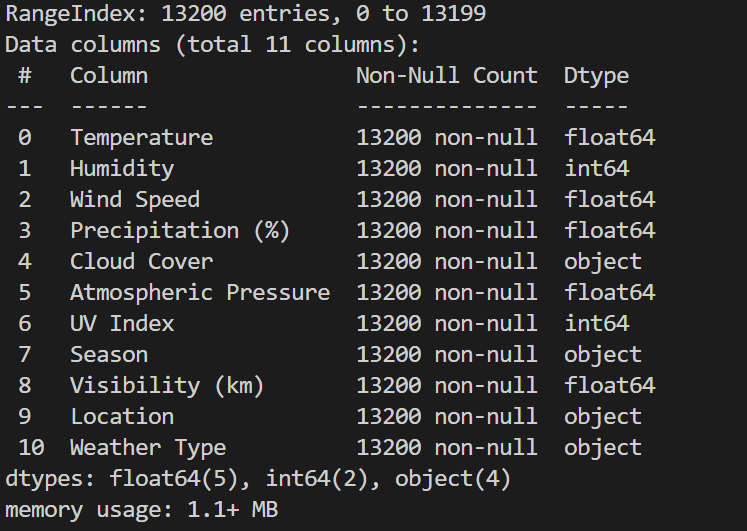 RangeIndex: 13200 entries, 0 to 13199
Data columns (total 11 columns):
 #   Column                Non-Null Count  Dtype
---  ------                --------------  -----
 0   Temperature           13200 non-null  float64
 1   Humidity              13200 non-null  int64
 2   Wind Speed            13200 non-null  float64
 3   Precipitation (%)     13200 non-null  float64
 4   Cloud Cover           13200 non-null  object
 5   Atmospheric Pressure  13200 non-null  float64
 6   UV Index              13200 non-null  int64
 7   Season                13200 non-null  object
 8   Visibility (km)       13200 non-null  float64
 9   Location              13200 non-null  object
 10  Weather Type          13200 non-null  object
dtypes: float64(5), int64(2), object(4)
memory usage: 1.1+ MB